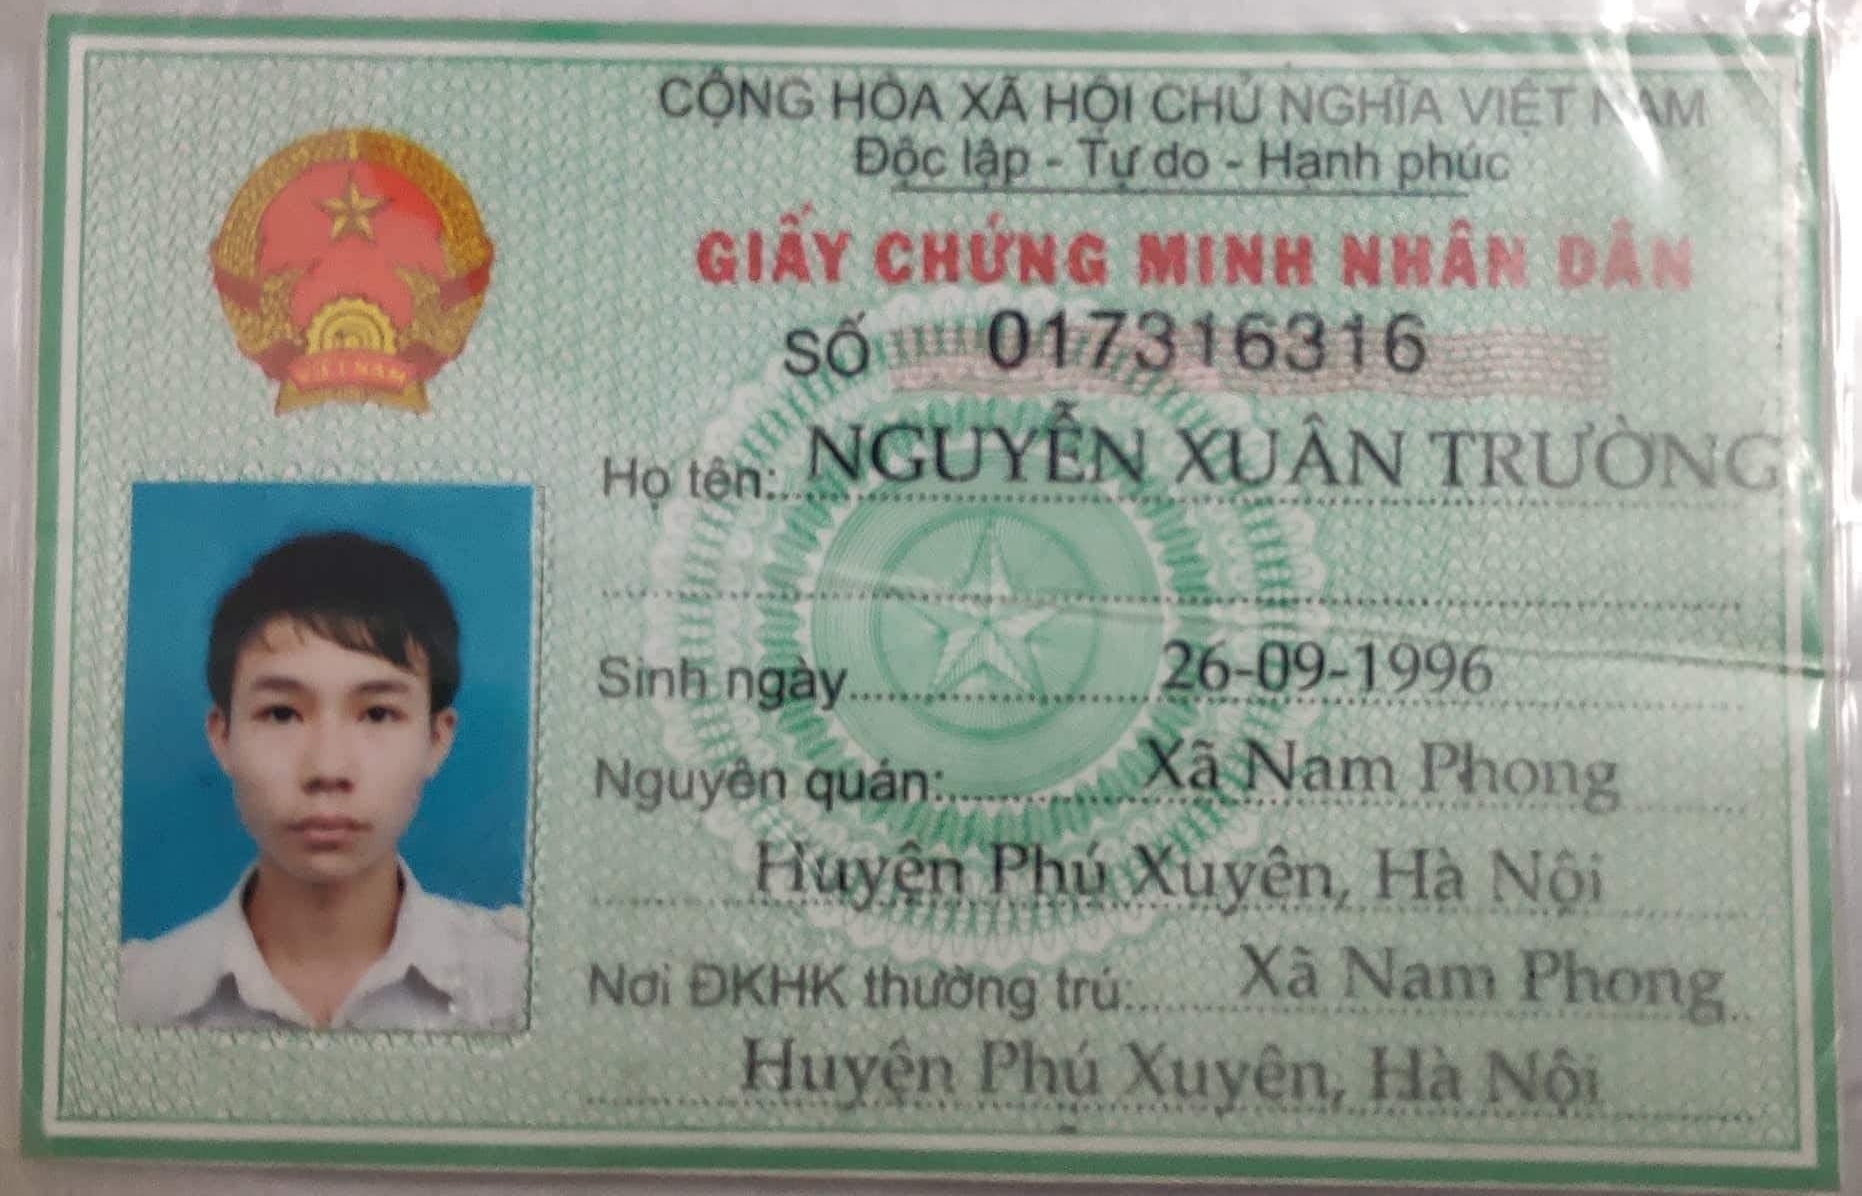 CỘNG HÒA XÃ HỘI CHỦ NGHĨA VIỆT NAM
Độc lập - Tự do - Hạnh phúc
GIẤY CHỨNG MINH NHÂN DÂN
SỐ 017316316
Họ tên: NGUYỄN XUÂN TRƯỜNG
Sinh ngày 26-09-1996
Nguyên quán: Xã Nam Phong
Huyện Phú Xuyên, Hà Nội
Nơi ĐKHK thường trú: Xã Nam Phong
Huyện Phú Xuyên, Hà Nội
VIỆT NAM